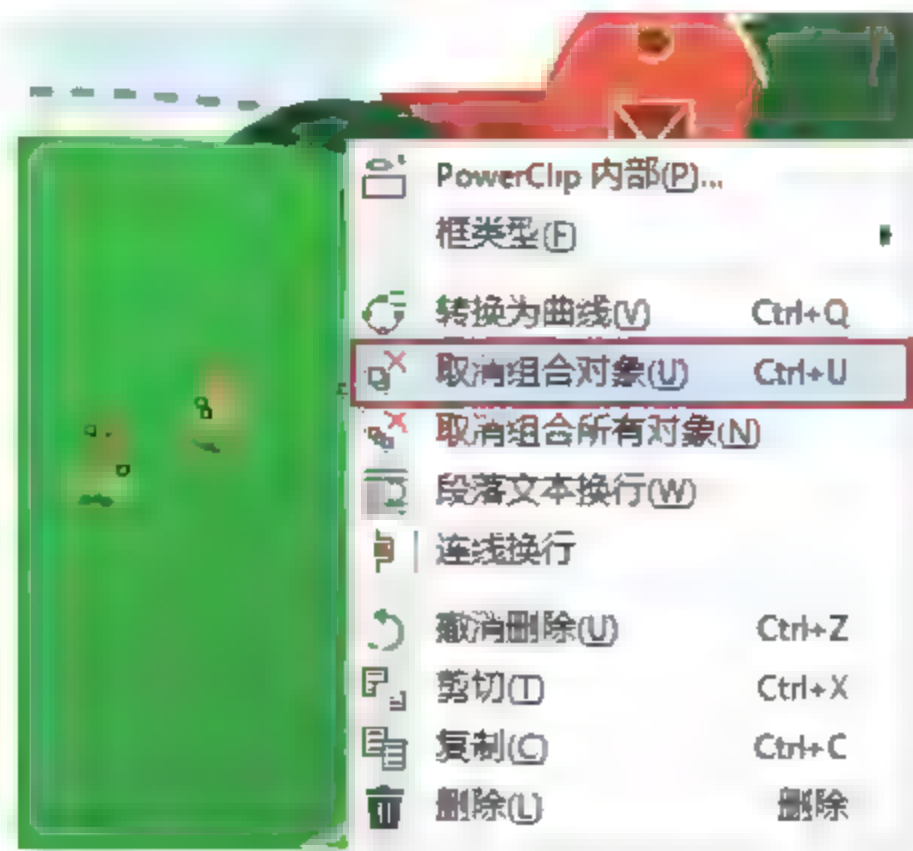 PowerClip 内部(P)...
框类型(F)
转换为曲线(V) Ctrl+Q
取消组合对象(U) Ctrl+U
取消组合所有对象(N)
段落文本换行(W)
连线换行
撤消删除(U) Ctrl+Z
剪切(T) Ctrl+X
复制(C) Ctrl+C
删除(L) 删除